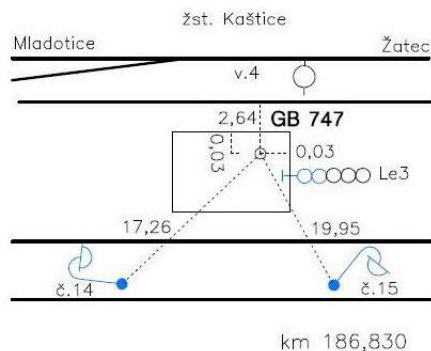 žst. Kaštice
Mladotice
Žatec
v.4
2,64
GB 747
0,03
0,03
Le3
17,26
19,95
č.14
č.15
km 186,830